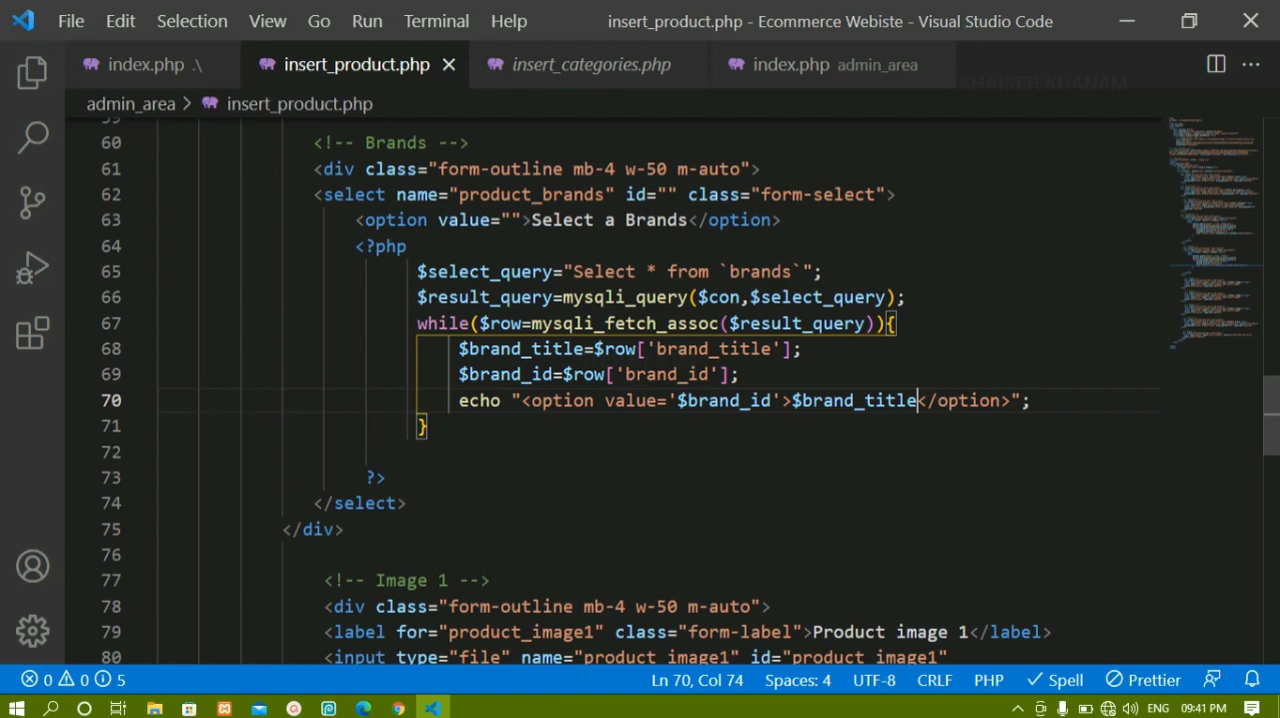 File Edit Selection View Go Run Terminal Help insert_product.php - Ecommerce Webiste - Visual Studio Code
index.php .\ insert_product.php insert_categories.php index.php admin_area
KHAISER KHANAM
admin_area > insert_product.php
59
60 <!-- Brands -->
61 <div class="form-outline mb-4 w-50 m-auto">
62 <select name="product_brands" id="" class="form-select">
63 <option value="">Select a Brands</option>
64 <?php
65 $select_query="Select * from `brands`";
66 $result_query=mysqli_query($con,$select_query);
67 while($row=mysqli_fetch_assoc($result_query)){
68 $brand_title=$row['brand_title'];
69 $brand_id=$row['brand_id'];
70 echo "<option value='$brand_id'>$brand_title</option>";
71 }
72
73 ?>
74 </select>
75 </div>
76
77 <!-- Image 1 -->
78 <div class="form-outline mb-4 w-50 m-auto">
79 <label for="product_image1" class="form-label">Product image 1</label>
80 <input type="file" name="product_image1" id="product_image1"
0 0 5 Ln 70, Col 74 Spaces: 4 UTF-8 CRLF PHP Spell Prettier
ENG 09:41 PM